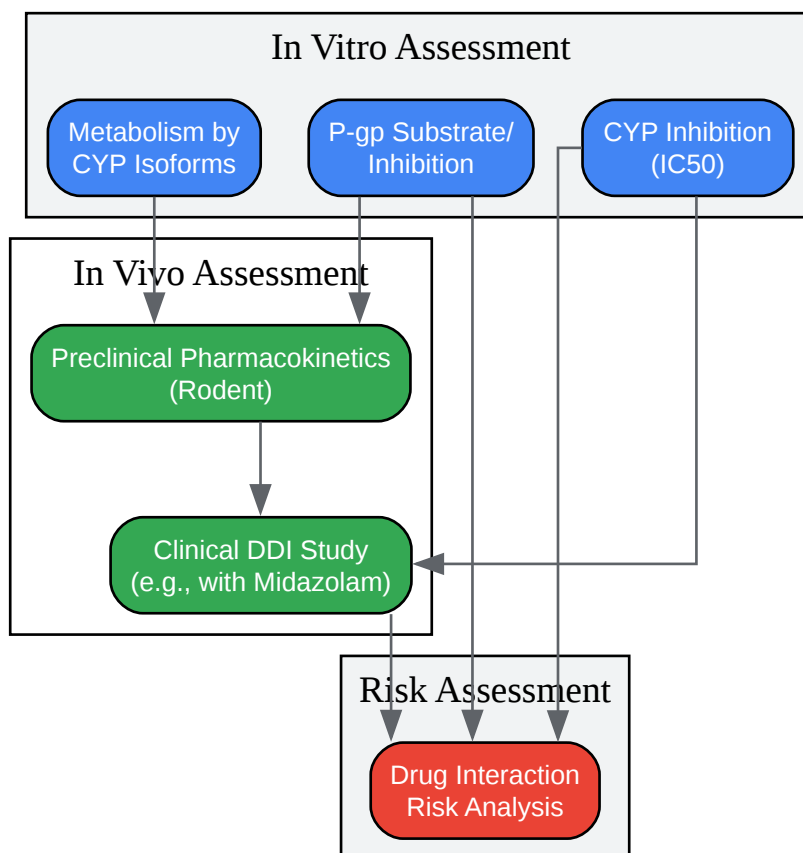 In Vitro Assessment
Metabolism by
CYP Isoforms
P-gp Substrate/
Inhibition
CYP Inhibition
(IC50)
In Vivo Assessment
Preclinical Pharmacokinetics
(Rodent)
Clinical DDI Study
(e.g., with Midazolam)
Risk Assessment
Drug Interaction
Risk Analysis